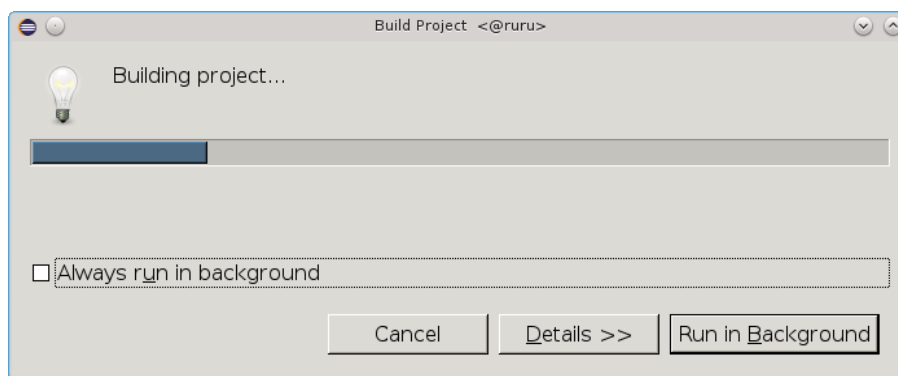 Build Project <@ruru>
Building project...
Always run in background
Cancel
Details >>
Run in Background